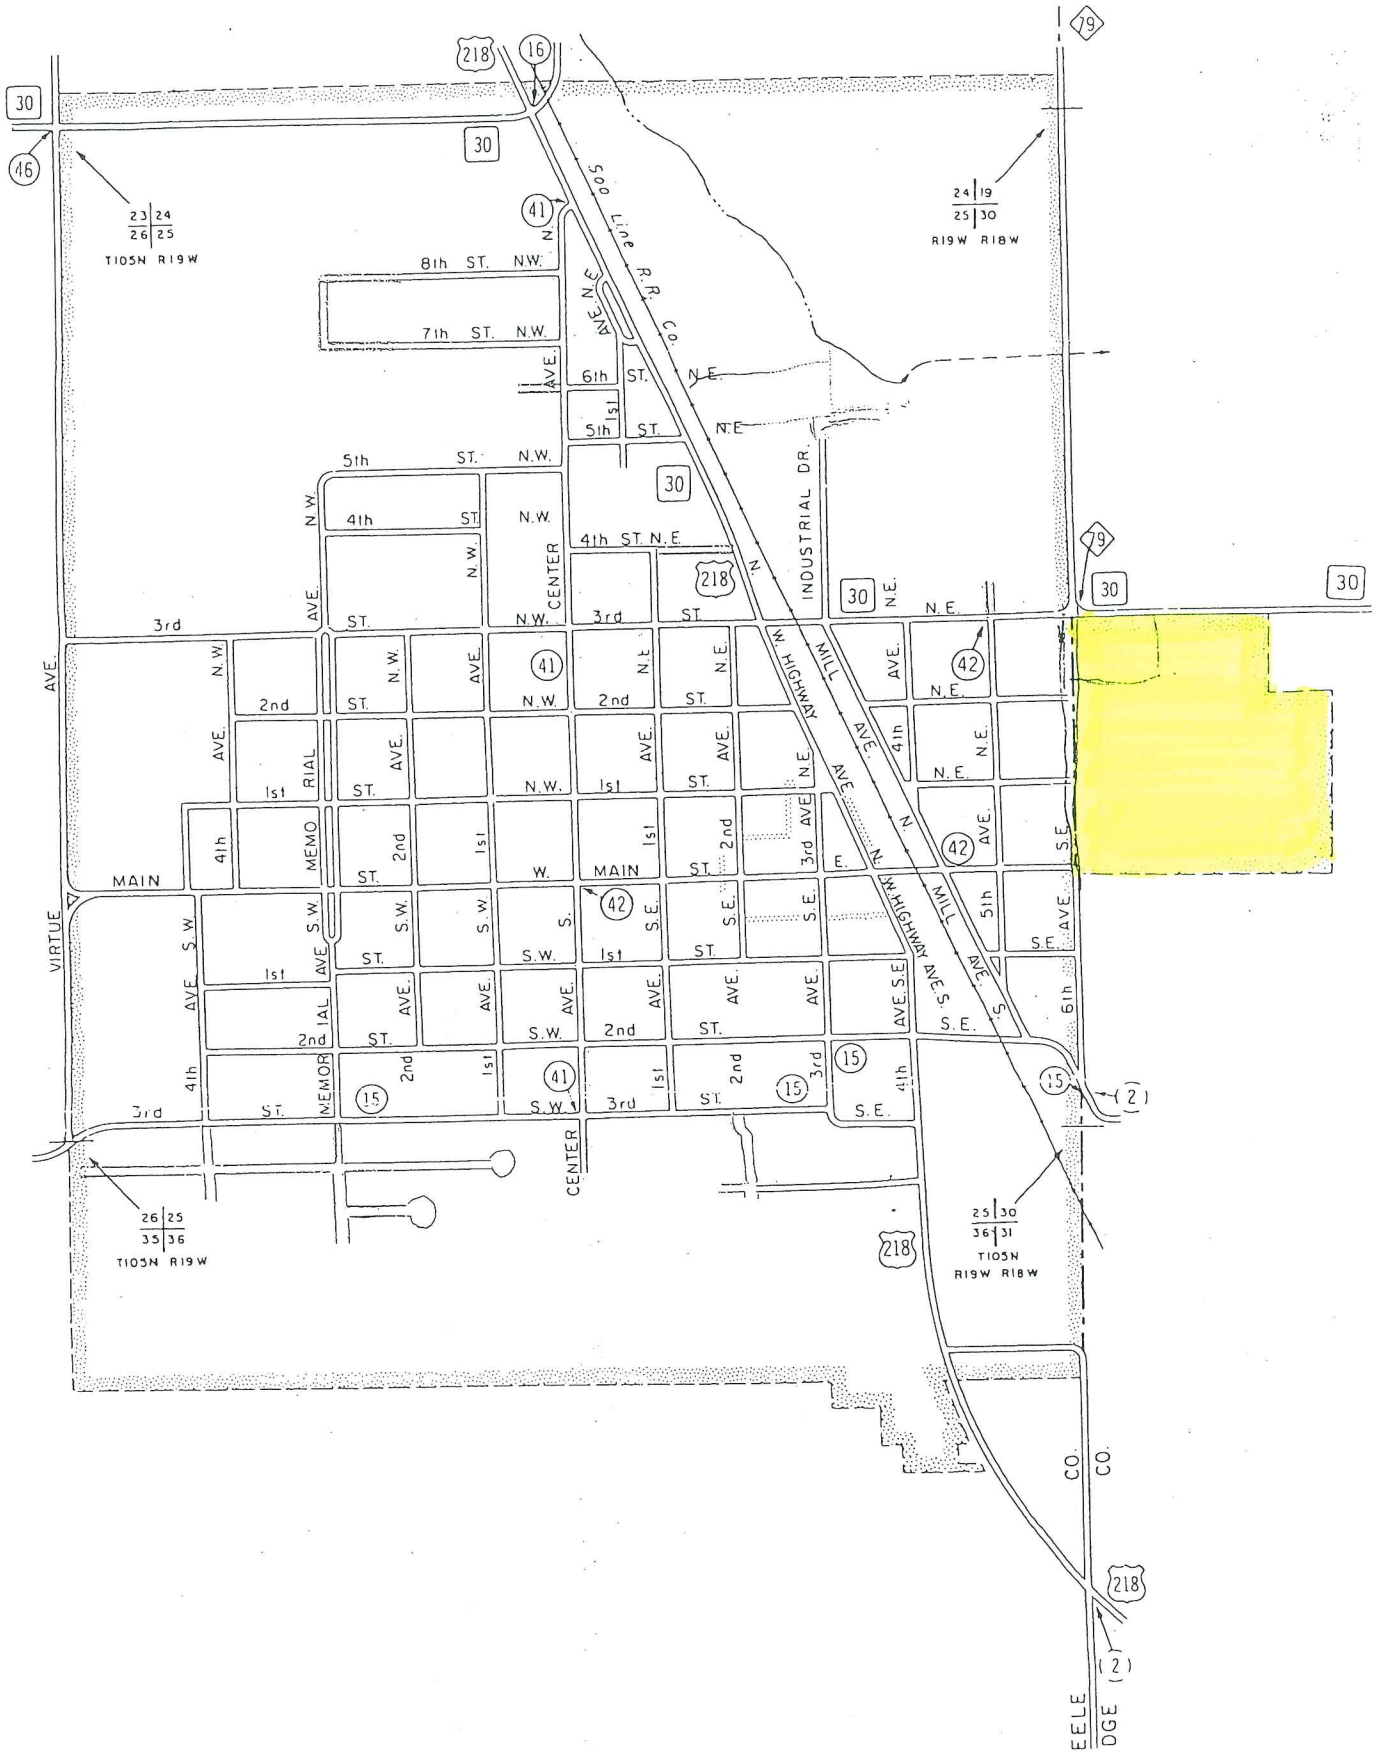 79
218
16
30
30
46
41
23 24
26 25
T105N R19W
24 19
25 30
R19W R18W
Soo Line R.R. Co.
N.
8th ST. N.W.
AVE. N.E.
7th ST. N.W.
AVE.
6th ST. N.E.
1st
5th ST. N.E
5th ST. N.W.
30
N.W.
4th ST. N.W.
N.W.
4th ST. N.E.
CENTER
INDUSTRIAL DR.
218
N.
79
30
30
30
AVE.
3rd ST. N.W. 3rd ST. N.E. N.E.
41
42
AVE.
N.W.
N.W.
AVE.
N.E
N.E.
W. HIGHWAY
MILL
AVE.
2nd ST. N.W. 2nd ST. N.E.
AVE.
RIAL
AVE.
AVE.
AVE.
N.E.
AVE
AVE.
4th
N.E.
1st ST. N.W. 1st ST. N.E.
4th
MEMO
2nd
1st
1st
2nd
3rd AVE
N.
N.
42
AVE.
S.E.
MAIN ST. W. MAIN ST. E.
42
VIRTUE
AVE. S.W.
S.W.
S.W.
S.W.
S.
S.E.
S.E.
S.E.
W. HIGHWAY AVE. S.
MILL AVE. S.
5th
AVE.
1st ST. S.W. 1st ST. S.E.
AVE.
IAL
AVE.
AVE.
AVE.
AVE.
AVE.
AVE.
AVE. S.E
6th
2nd ST. S.W. 2nd ST. S.E.
4th
MEMOR
2nd
1st
41
1st
2nd
3rd
15
4th
15
(2)
15
15
3rd ST. S.W. 3rd ST. S.E.
CENTER
26 25
35 36
T105N R19W
218
25 30
36 31
T105N
R19W R18W
CO.
CO.
218
(2)
EELE
DGE